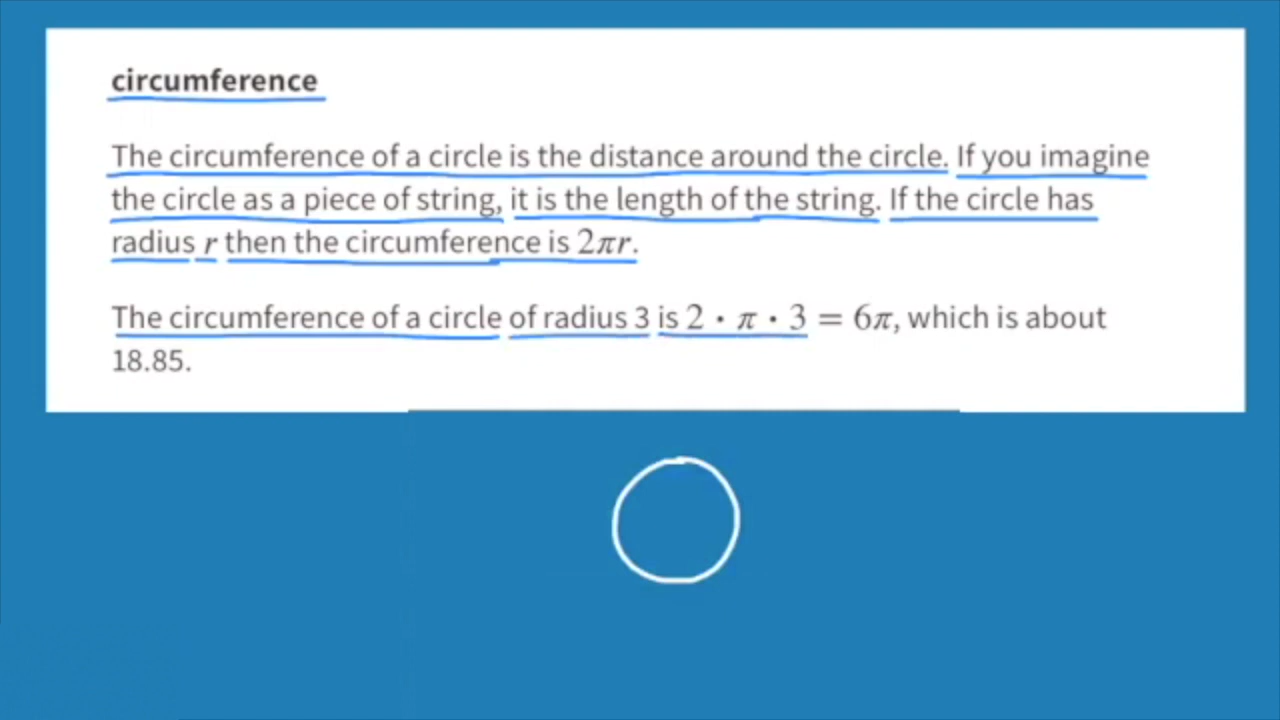 circumference
The circumference of a circle is the distance around the circle. If you imagine
the circle as a piece of string, it is the length of the string. If the circle has
radius r then the circumference is 2πr.
The circumference of a circle of radius 3 is 2 · π · 3 = 6π, which is about
18.85.